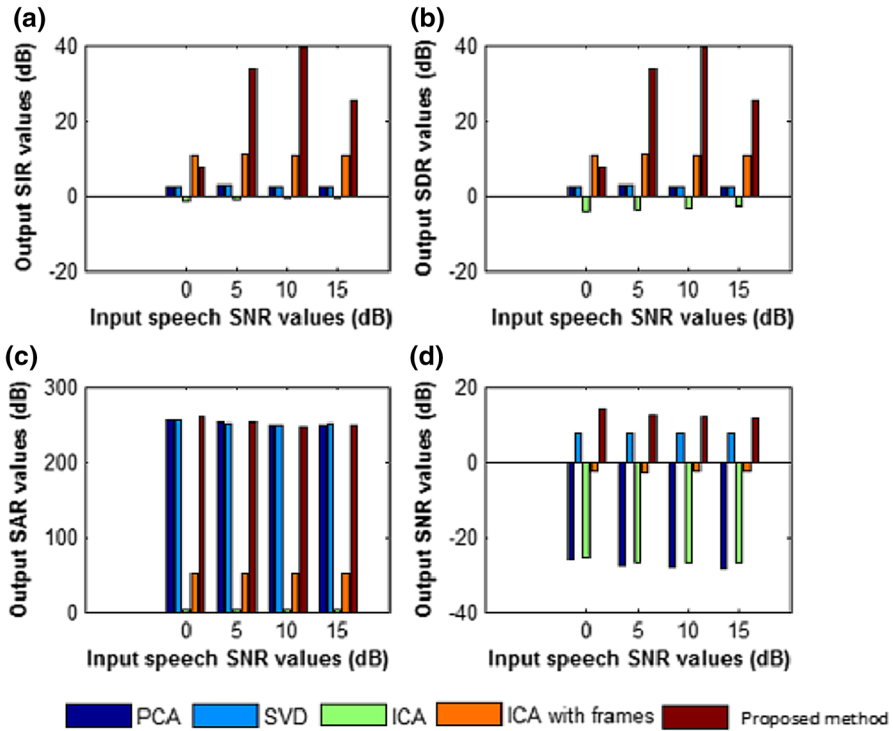 (a)
(b)
Output SIR values (dB)
40
20
0
-20
0 5 10 15
Input speech SNR values (dB)
Output SDR values (dB)
40
20
0
-20
0 5 10 15
Input speech SNR values (dB)
(c)
(d)
Output SAR values (dB)
300
200
100
0
0 5 10 15
Input speech SNR values (dB)
Output SNR values (dB)
20
0
-20
-40
0 5 10 15
Input speech SNR values (dB)
PCA SVD ICA ICA with frames Proposed method